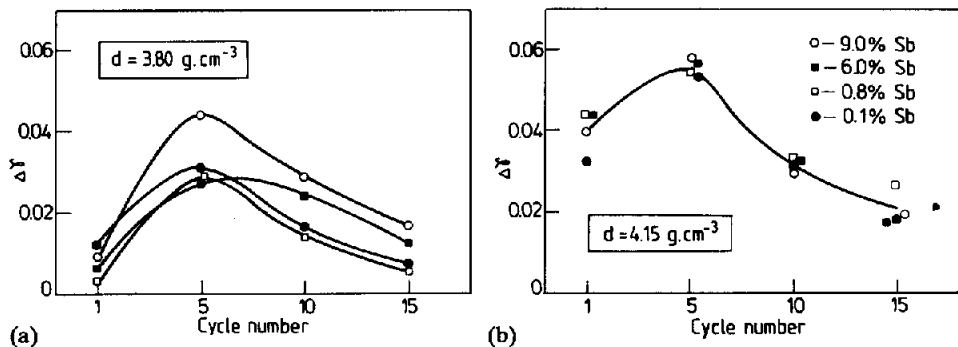 0.06
d = 3.80 g.cm⁻³
0.04
Δγ
0.02
0
1 5 10 15
Cycle number
(a)
0.06
○ – 9.0% Sb
■ – 6.0% Sb
□ – 0.8% Sb
● – 0.1% Sb
0.04
Δγ
0.02
d = 4.15 g.cm⁻³
0
1 5 10 15
Cycle number
(b)